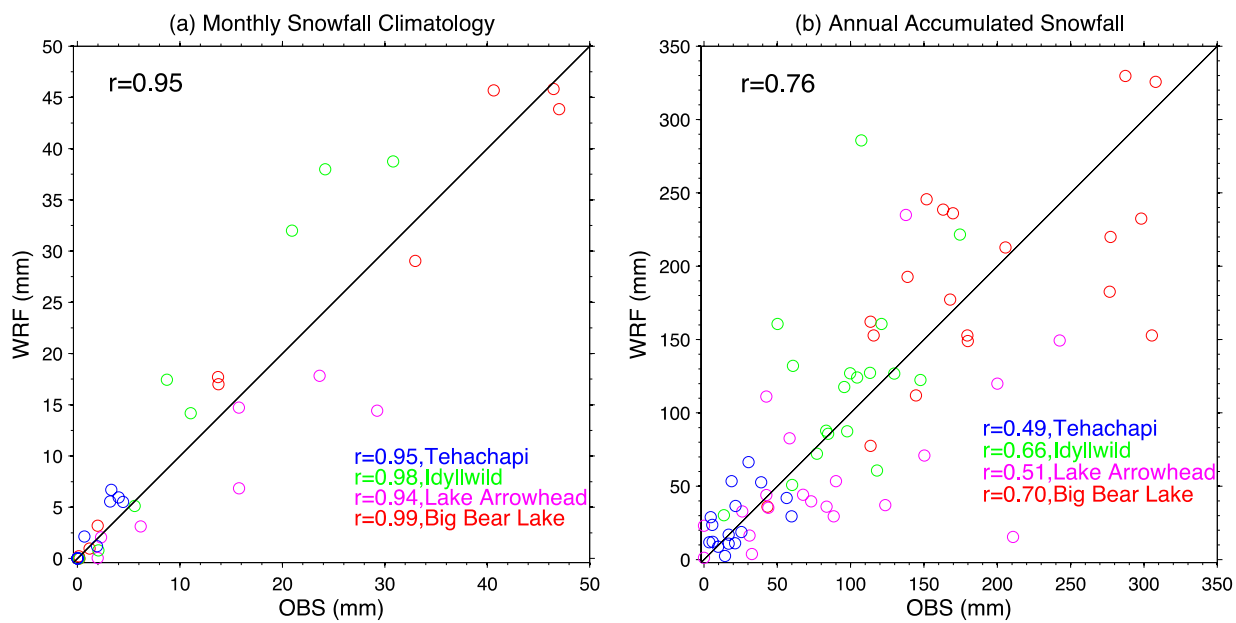 (a) Monthly Snowfall Climatology
50
45
40
35
30
25
20
15
10
5
0
WRF (mm)
r=0.95
r=0.95,Tehachapi
r=0.98,Idyllwild
r=0.94,Lake Arrowhead
r=0.99,Big Bear Lake
0 10 20 30 40 50
OBS (mm)
(b) Annual Accumulated Snowfall
350
300
250
200
150
100
50
0
WRF (mm)
r=0.76
r=0.49,Tehachapi
r=0.66,Idyllwild
r=0.51,Lake Arrowhead
r=0.70,Big Bear Lake
0 50 100 150 200 250 300 350
OBS (mm)